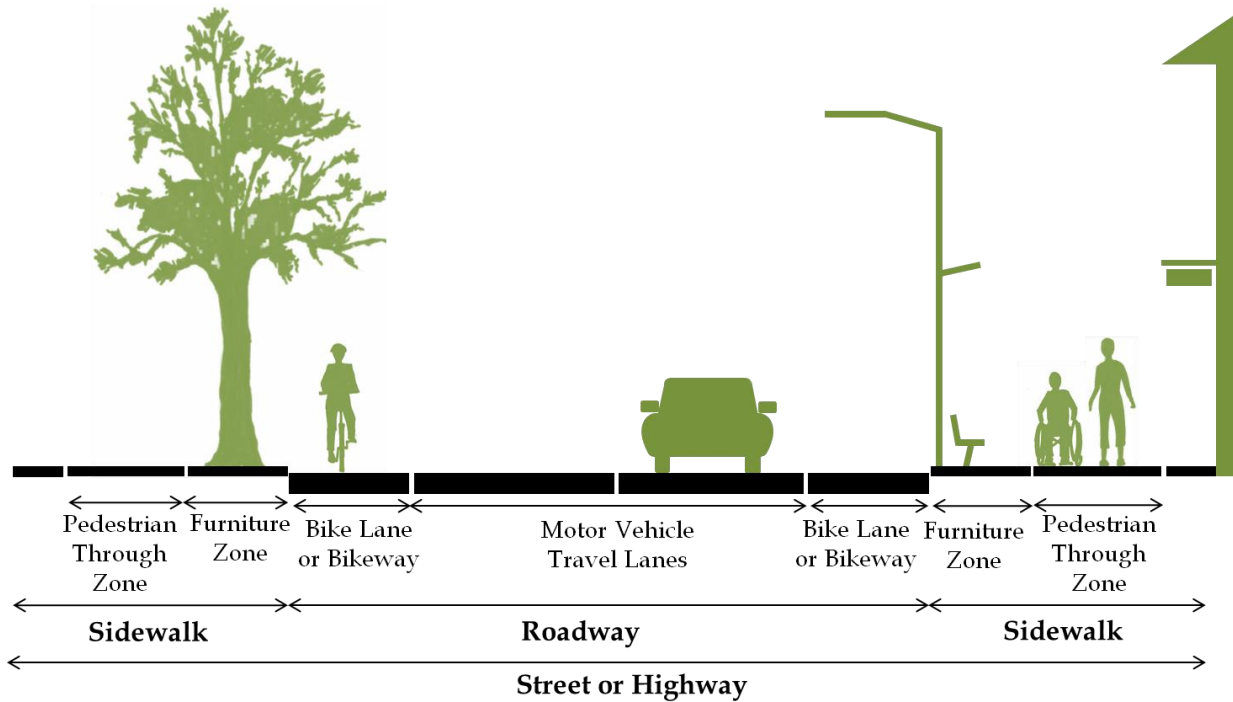 Pedestrian
Through
Zone
Furniture
Zone
Bike Lane
or Bikeway
Motor Vehicle
Travel Lanes
Bike Lane
or Bikeway
Furniture
Zone
Pedestrian
Through
Zone
Sidewalk
Roadway
Sidewalk
Street or Highway